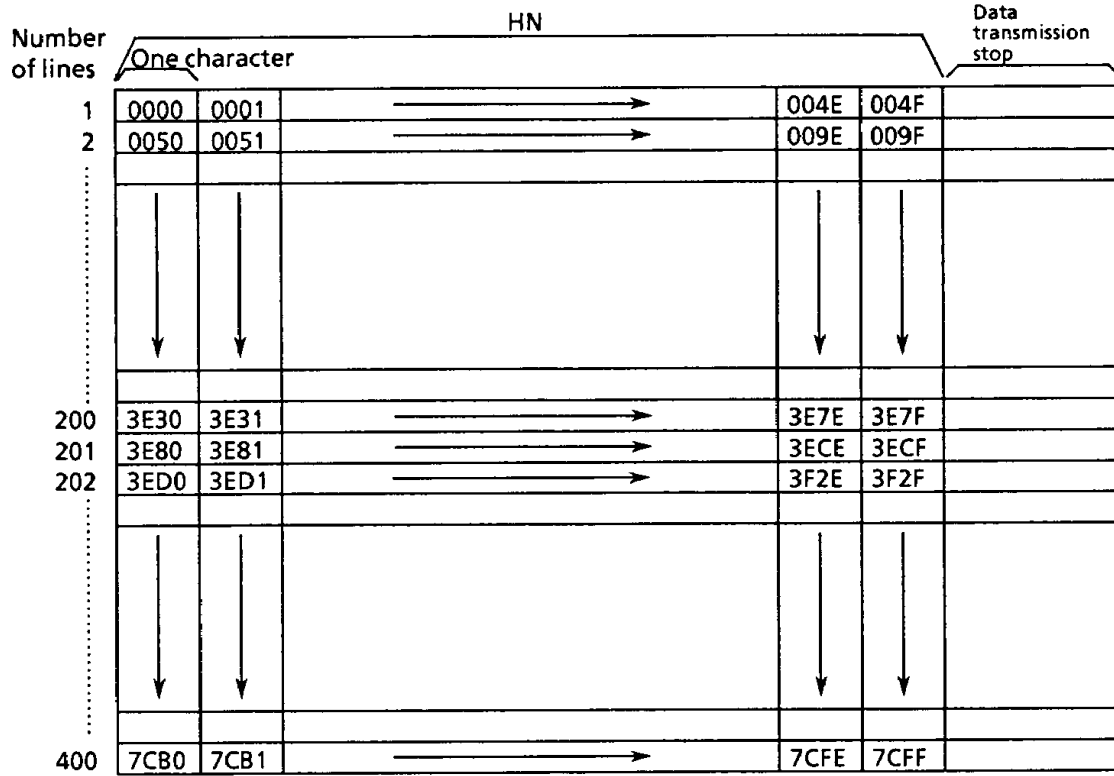 HN
Data
transmission
stop
Number
of lines
One character
1 0000 0001 004E 004F
2 0050 0051 009E 009F
200 3E30 3E31 3E7E 3E7F
201 3E80 3E81 3ECE 3ECF
202 3ED0 3ED1 3F2E 3F2F
400 7CB0 7CB1 7CFE 7CFF